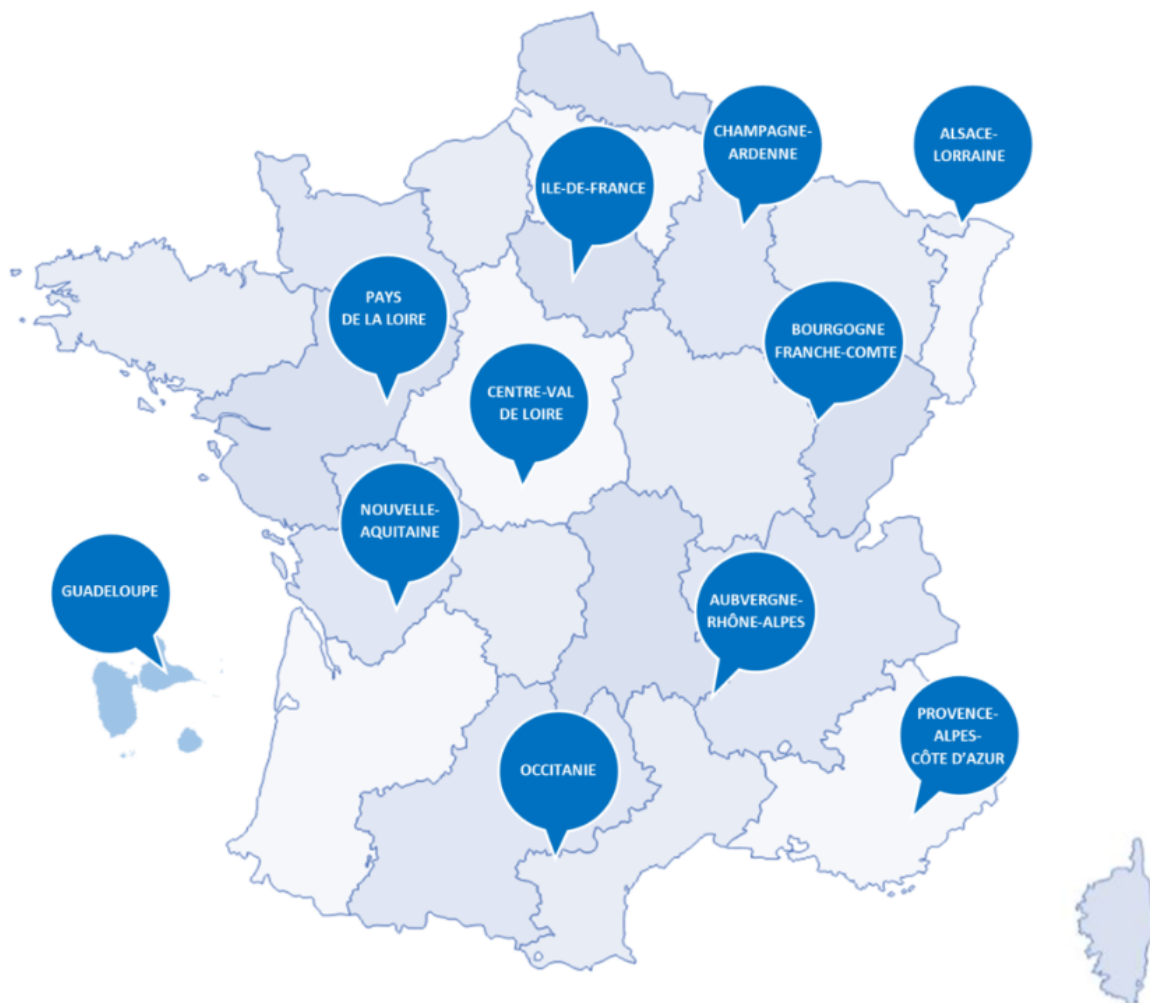 CHAMPAGNE-
ARDENNE
ALSACE-
LORRAINE
ILE-DE-FRANCE
PAYS
DE LA LOIRE
BOURGOGNE
FRANCHE-COMTE
CENTRE-VAL
DE LOIRE
NOUVELLE-
AQUITAINE
GUADELOUPE
AUBVERGNE-
RHÔNE-ALPES
PROVENCE-
ALPES-
CÔTE D'AZUR
OCCITANIE